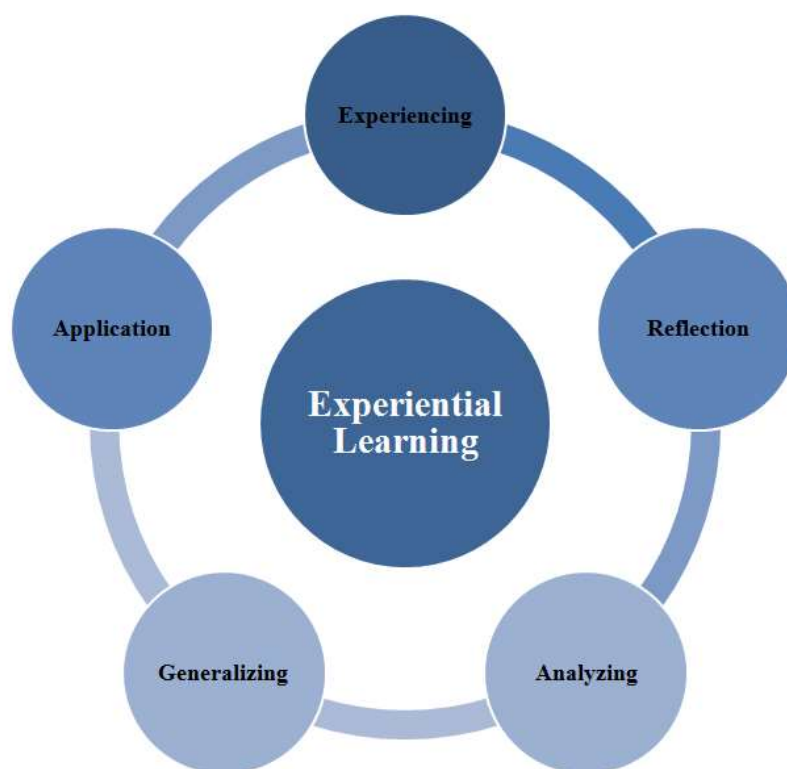 Experiencing
Reflection
Analyzing
Generalizing
Application
Experiential
Learning